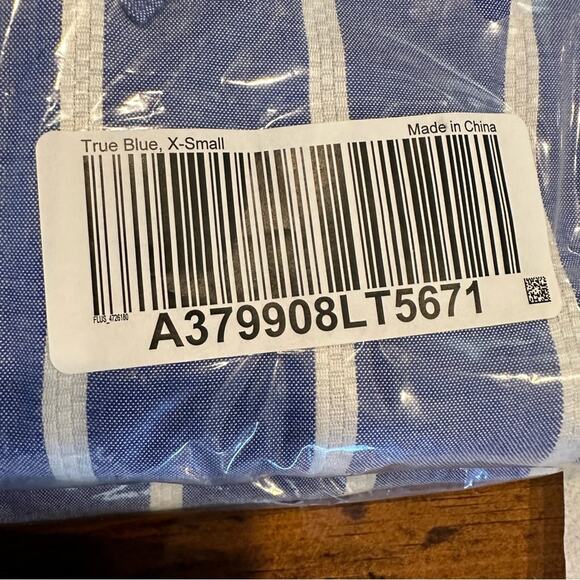 True Blue, X-Small
Made in China
FLUS_4726180
A379908LT5671